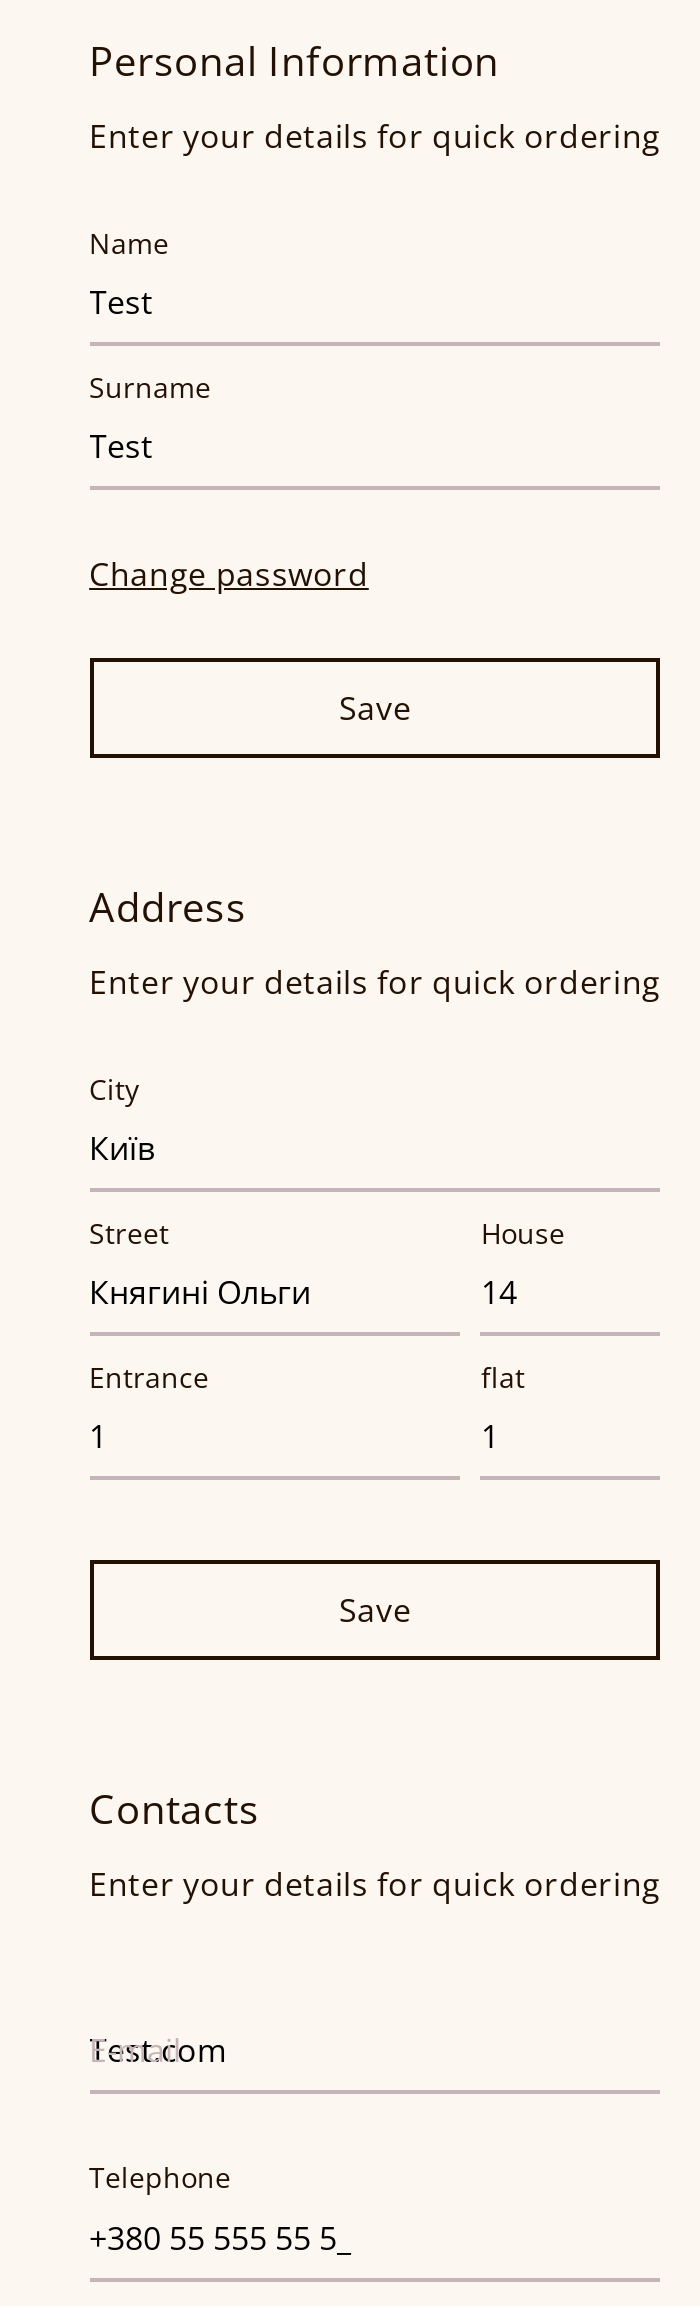 Personal Information
Enter your details for quick ordering
Name
Test
Surname
Test
Change password
Save
Address
Enter your details for quick ordering
City
Київ
Street House
Княгині Ольги 14
Entrance flat
1 1
Save
Contacts
Enter your details for quick ordering
E-mail
Test.com
Telephone
+380 55 555 55 5_